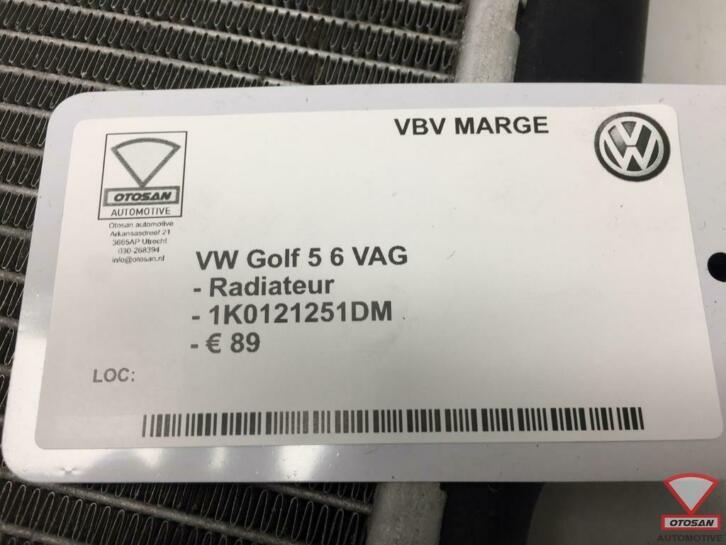 VBV MARGE
OTOSAN
AUTOMOTIVE
Otosan automotive
Arkansasdreef 21
3565AP Utrecht
030-268394
info@otosan.nl
VW Golf 5 6 VAG
- Radiateur
- 1K0121251DM
- € 89
LOC:
OTOSAN
AUTOMOTIVE